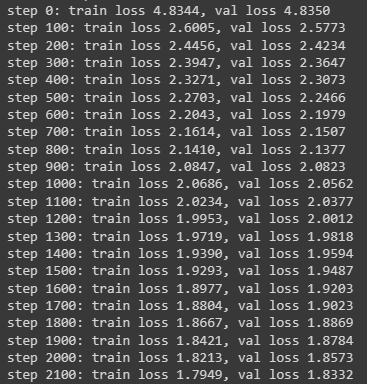 step 0: train loss 4.8344, val loss 4.8350
step 100: train loss 2.6005, val loss 2.5773
step 200: train loss 2.4456, val loss 2.4234
step 300: train loss 2.3947, val loss 2.3647
step 400: train loss 2.3271, val loss 2.3073
step 500: train loss 2.2703, val loss 2.2466
step 600: train loss 2.2043, val loss 2.1979
step 700: train loss 2.1614, val loss 2.1507
step 800: train loss 2.1410, val loss 2.1377
step 900: train loss 2.0847, val loss 2.0823
step 1000: train loss 2.0686, val loss 2.0562
step 1100: train loss 2.0234, val loss 2.0377
step 1200: train loss 1.9953, val loss 2.0012
step 1300: train loss 1.9719, val loss 1.9818
step 1400: train loss 1.9390, val loss 1.9594
step 1500: train loss 1.9293, val loss 1.9487
step 1600: train loss 1.8977, val loss 1.9203
step 1700: train loss 1.8804, val loss 1.9023
step 1800: train loss 1.8667, val loss 1.8869
step 1900: train loss 1.8421, val loss 1.8784
step 2000: train loss 1.8213, val loss 1.8573
step 2100: train loss 1.7949, val loss 1.8332